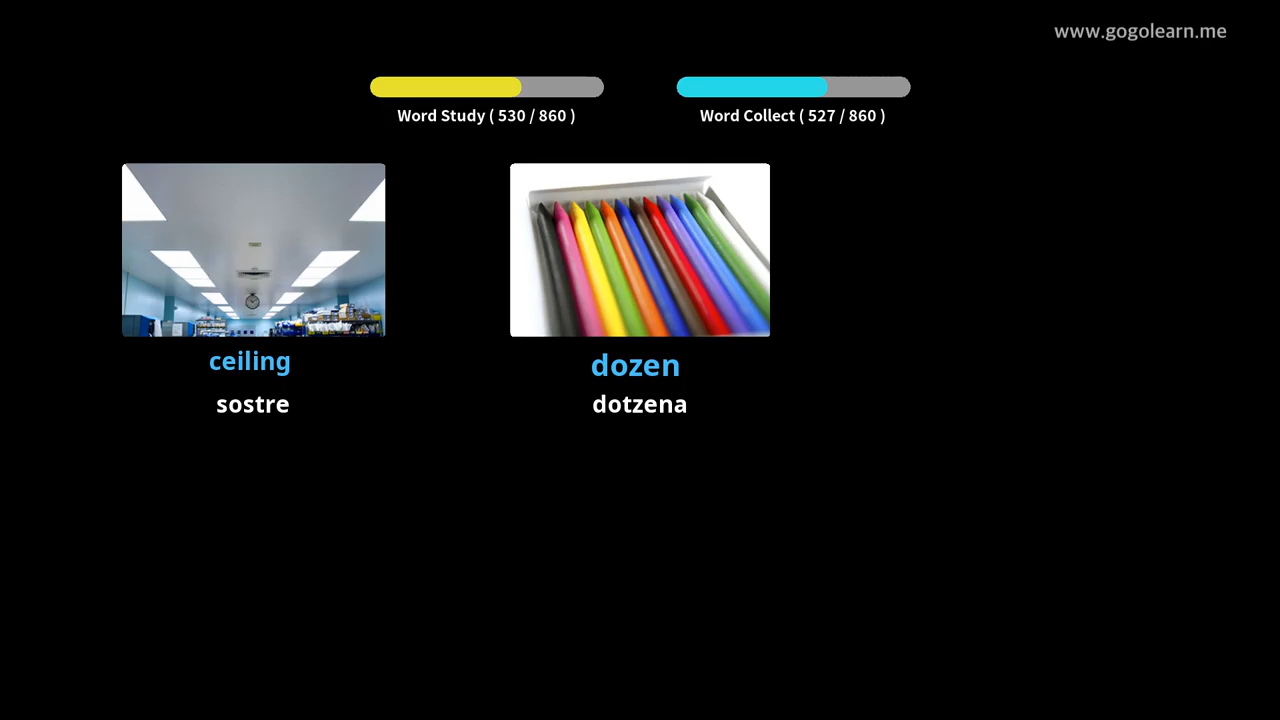 www.gogolearn.me
Word Study ( 530 / 860 )
Word Collect ( 527 / 860 )
ceiling
sostre
dozen
dotzena